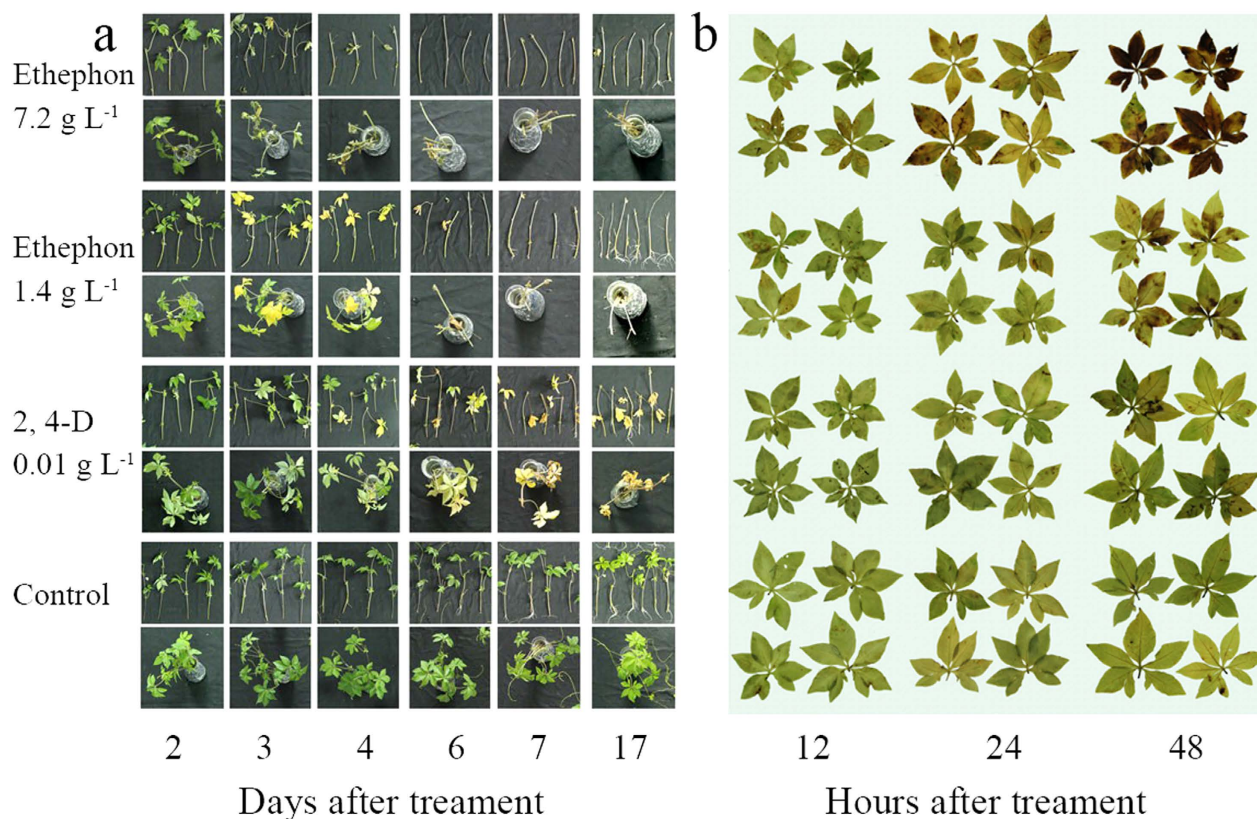 a
b
Ethephon
7.2 g L-1
Ethephon
1.4 g L-1
2, 4-D
0.01 g L-1
Control
2 3 4 6 7 17
Days after treament
12 24 48
Hours after treament